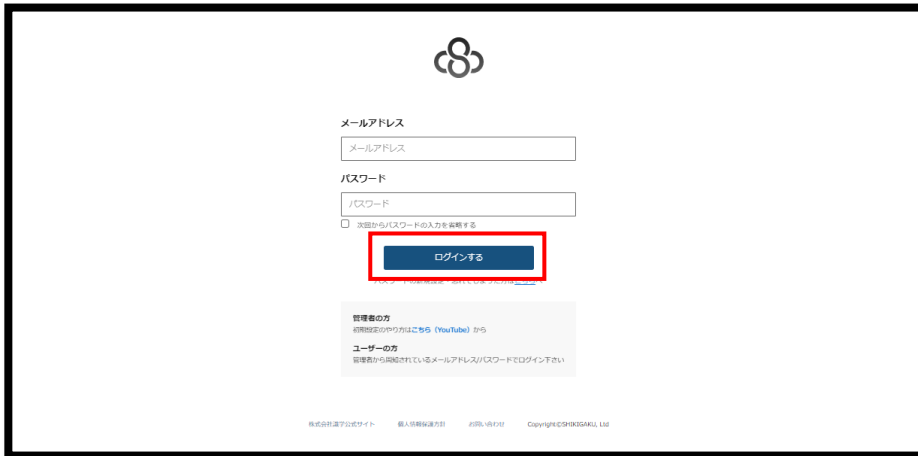 メールアドレス
メールアドレス
パスワード
パスワード
次回からパスワードの入力を省略する
ログインする
管理者の方
初期設定のやり方はこちら（YouTube）から
ユーザーの方
管理者から周知されているメールアドレス/パスワードでログイン下さい
株式会社識学公式サイト 個人情報保護方針 お問い合わせ Copyright©SHIKIGAKU, Ltd